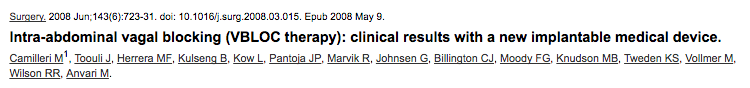 Surgery. 2008 Jun;143(6):723-31. doi: 10.1016/j.surg.2008.03.015. Epub 2008 May 9.
Intra-abdominal vagal blocking (VBLOC therapy): clinical results with a new implantable medical device.
Camilleri M1, Toouli J, Herrera MF, Kulseng B, Kow L, Pantoja JP, Marvik R, Johnsen G, Billington CJ, Moody FG, Knudson MB, Tweden KS, Vollmer M,
Wilson RR, Anvari M.